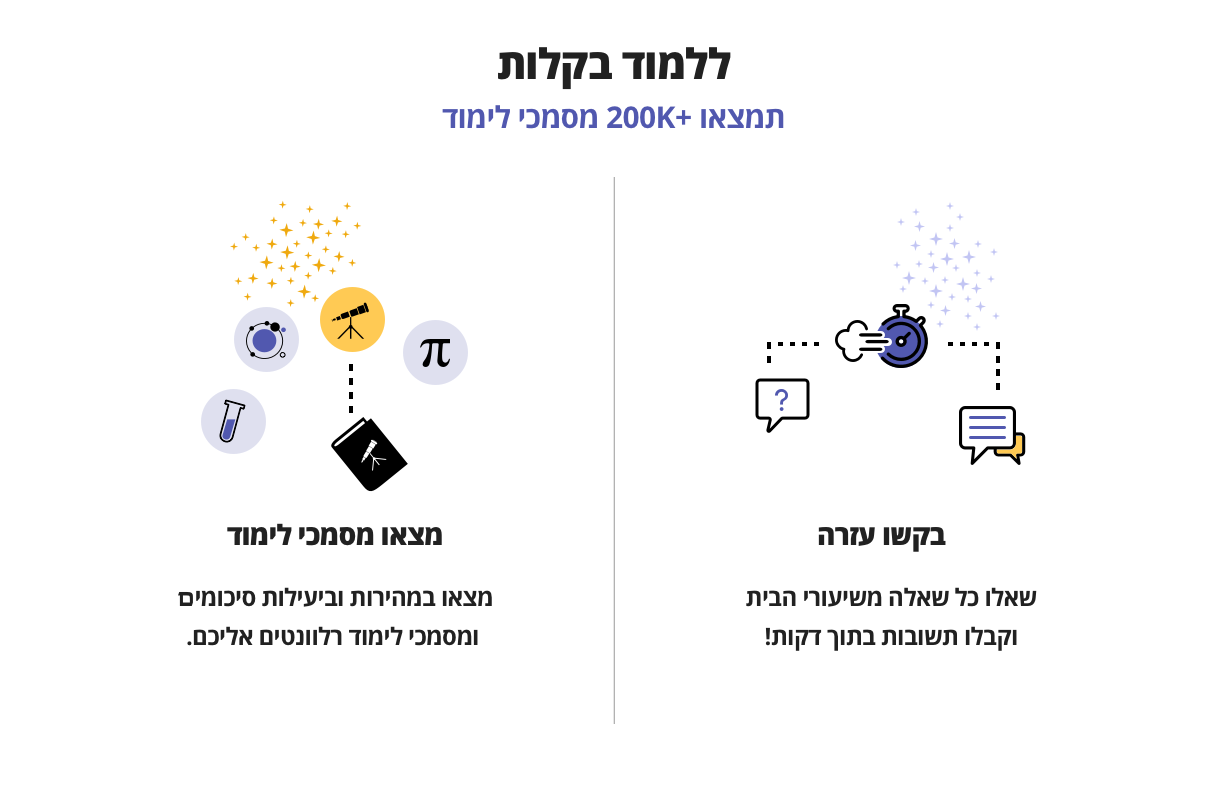 ללמוד בקלות
תמצאו +200K מסמכי לימוד
?
בקשו עזרה
שאלו כל שאלה משיעורי הבית
וקבלו תשובות בתוך דקות!
π
מצאו מסמכי לימוד
מצאו במהירות וביעילות סיכומים
ומסמכי לימוד רלוונטים אליכם.